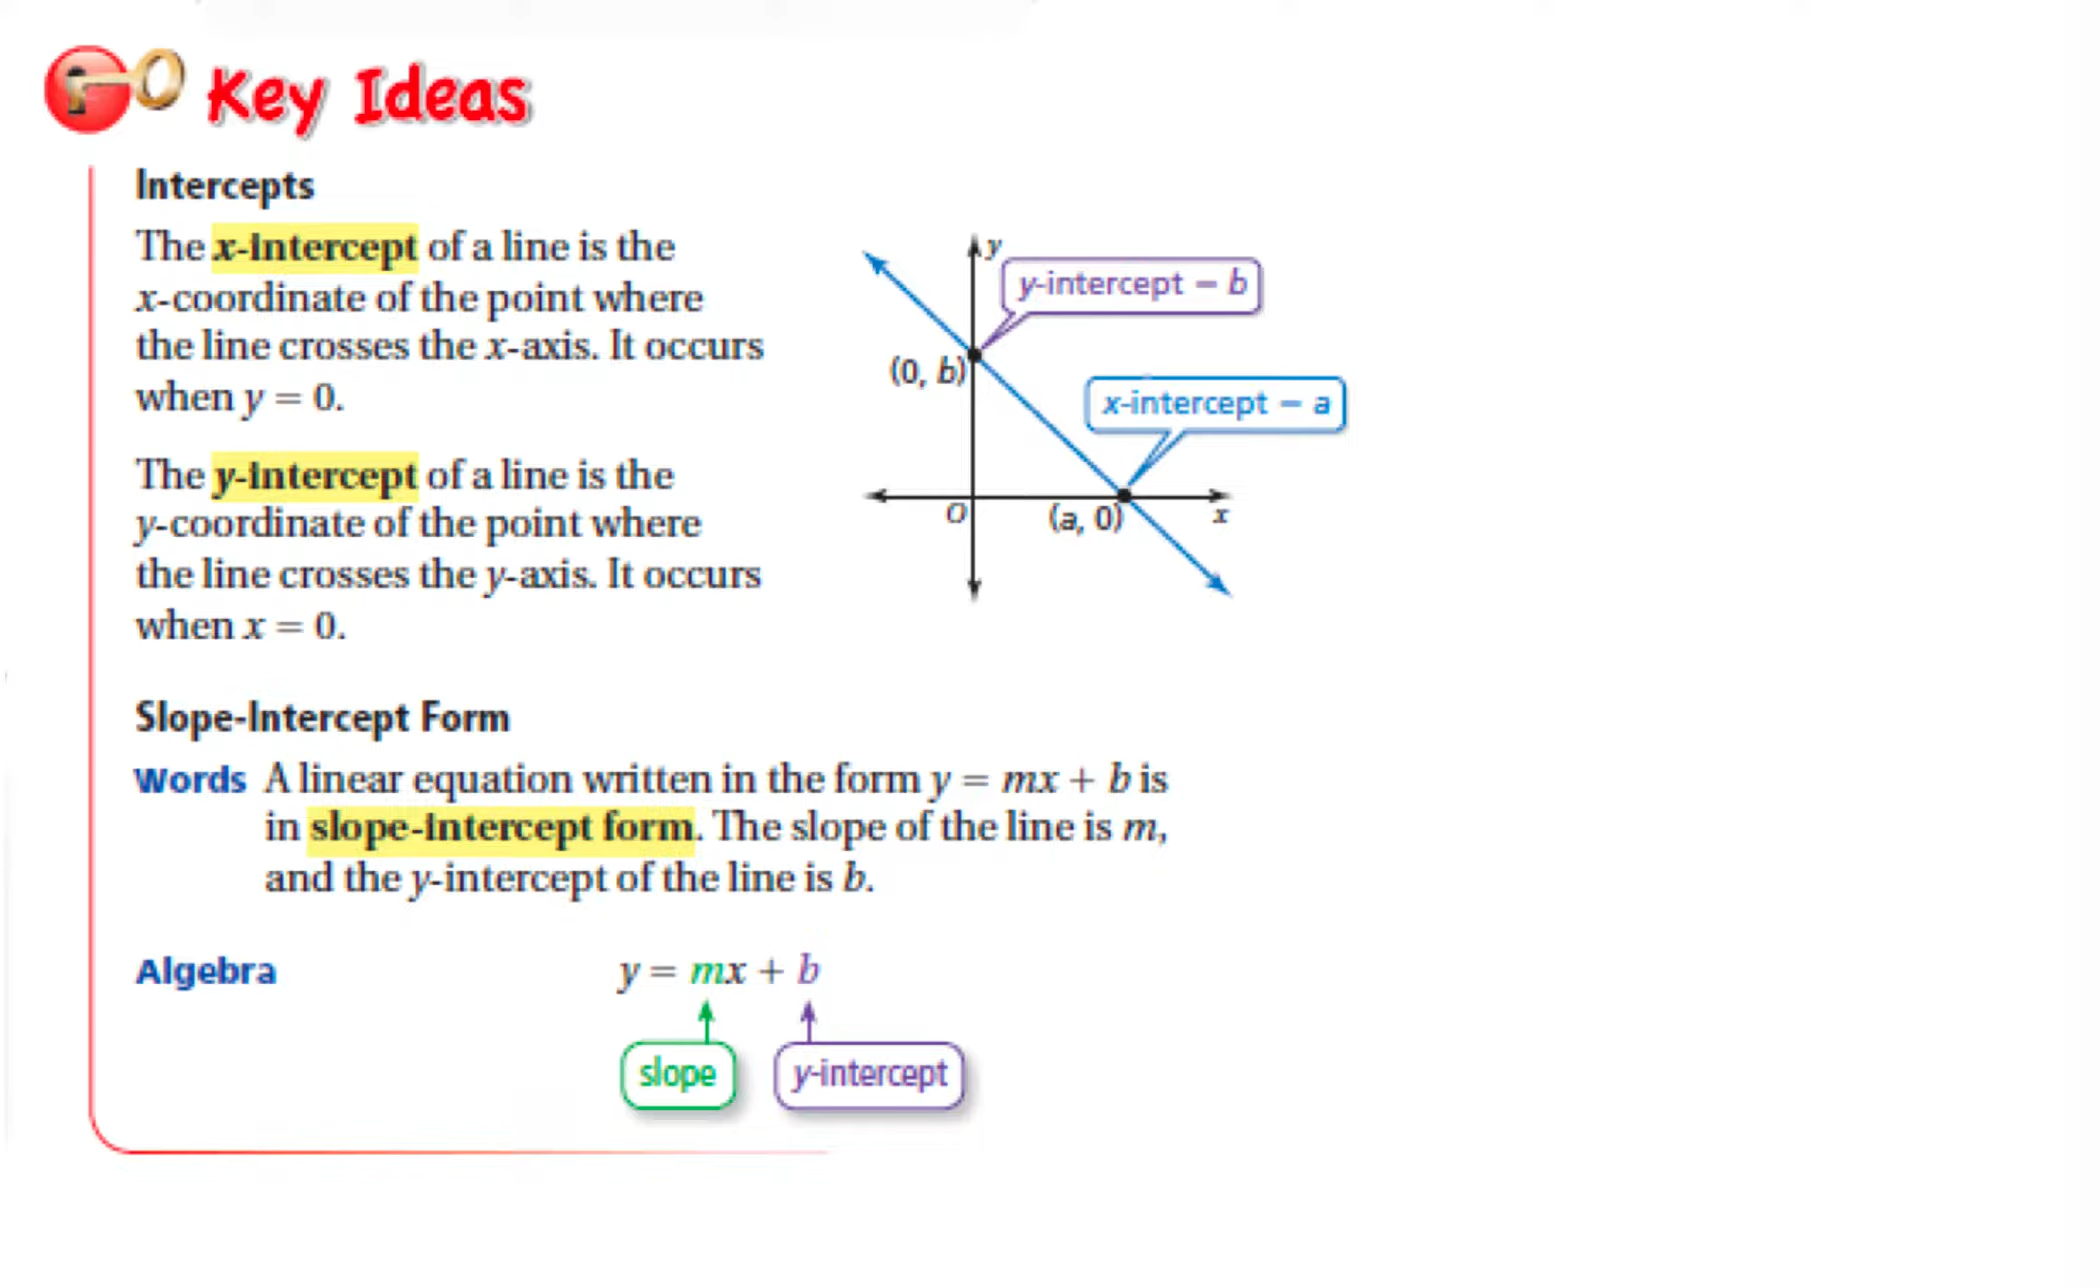 Key Ideas
Intercepts
The x-intercept of a line is the
x-coordinate of the point where
the line crosses the x-axis. It occurs
when y = 0.
The y-intercept of a line is the
y-coordinate of the point where
the line crosses the y-axis. It occurs
when x = 0.
y
y-intercept = b
(0, b)
x-intercept = a
O
(a, 0)
x
Slope-Intercept Form
Words A linear equation written in the form y = mx + b is
in slope-intercept form. The slope of the line is m,
and the y-intercept of the line is b.
Algebra y = mx + b
slope y-intercept